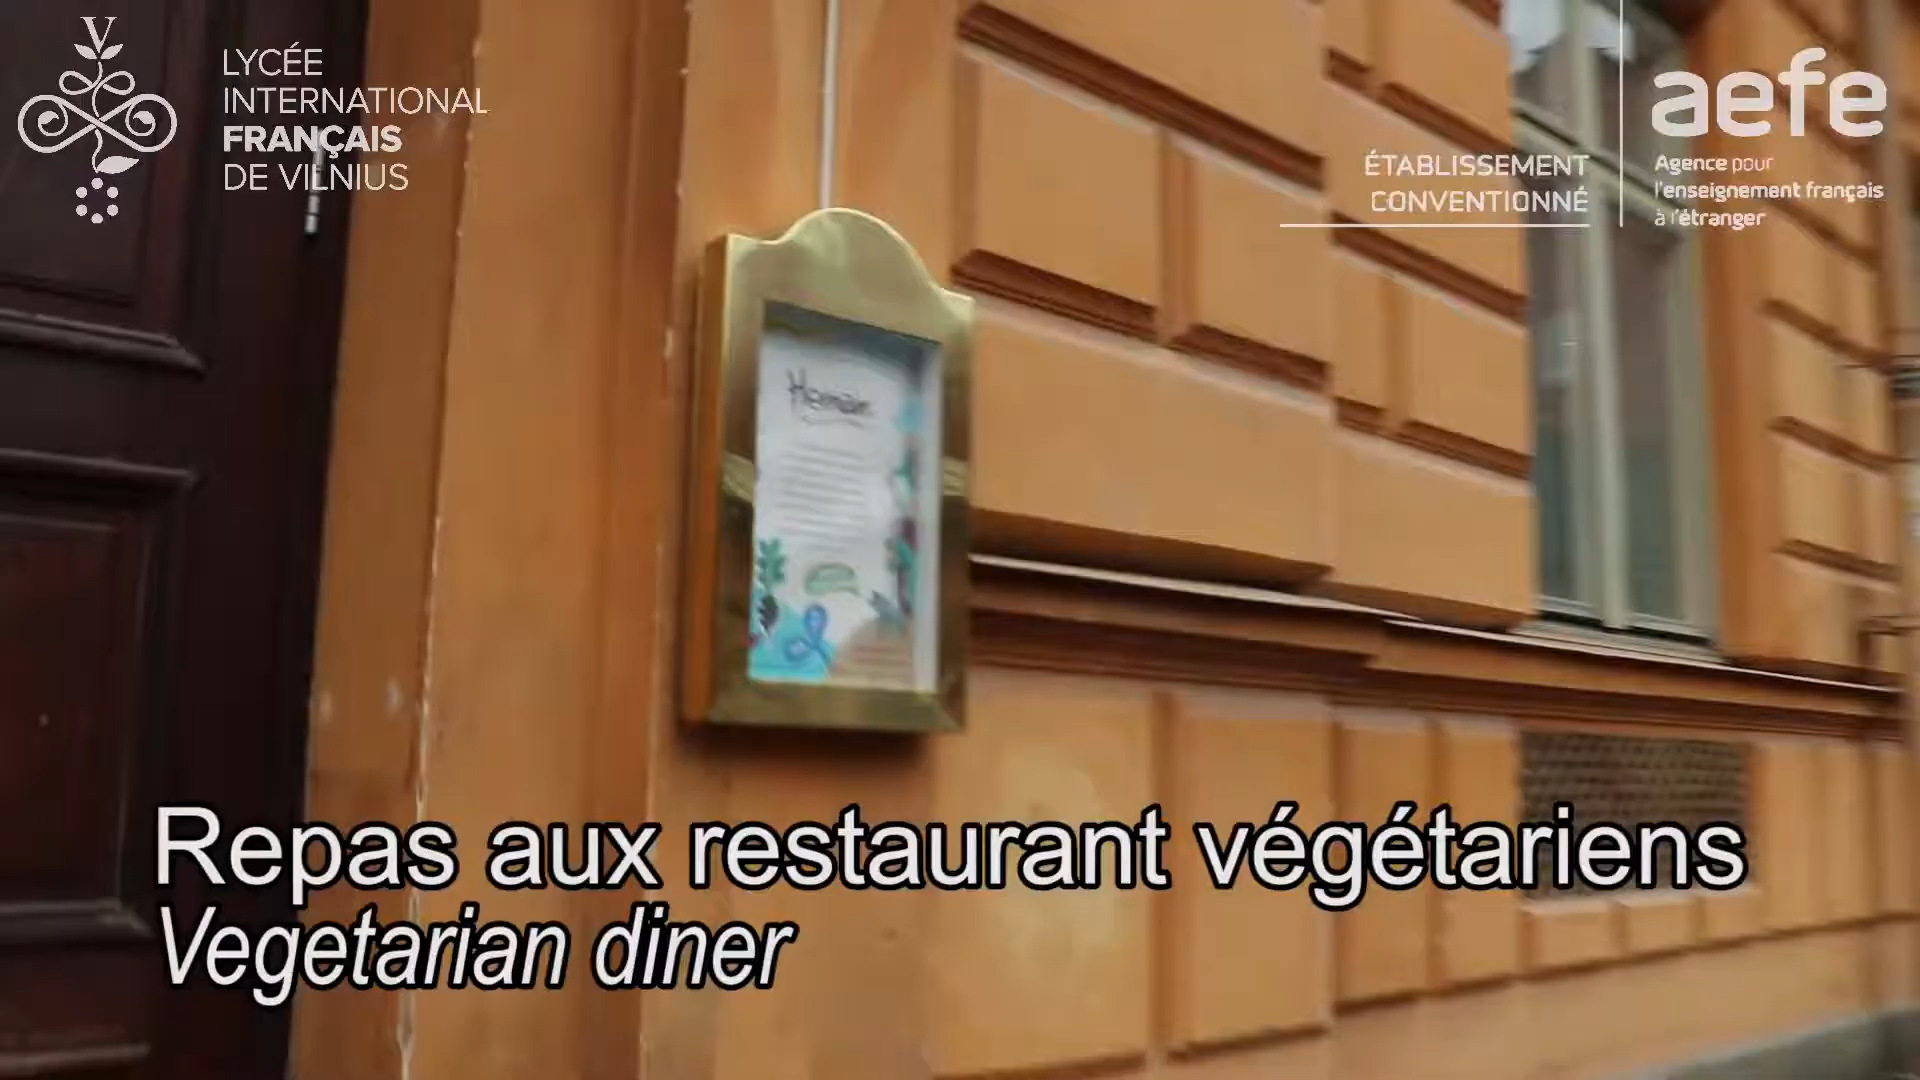 V
LYCÉE
INTERNATIONAL
FRANÇAIS
DE VILNIUS
ÉTABLISSEMENT
CONVENTIONNÉ
aefe
Agence pour
l'enseignement français
à l'étranger
Repas aux restaurant végétariens
Vegetarian diner